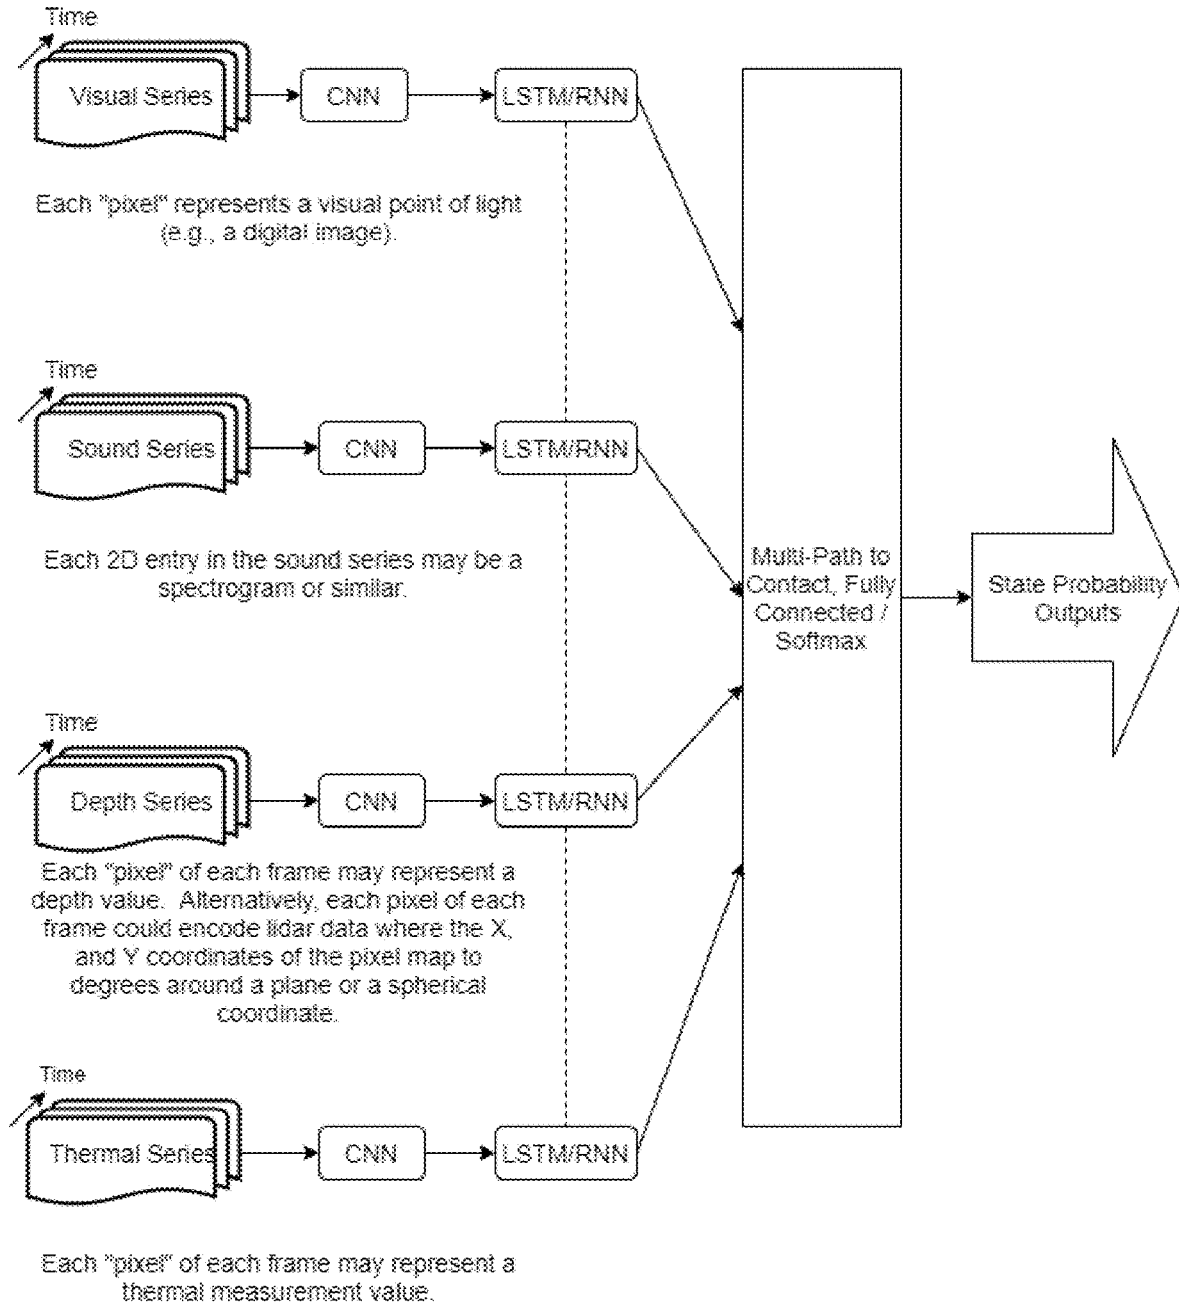 Time
Visual Series
CNN
LSTM/RNN
Each "pixel" represents a visual point of light
(e.g., a digital image).
Time
Sound Series
CNN
LSTM/RNN
Each 2D entry in the sound series may be a
spectrogram or similar.
Multi-Path to
Contact, Fully
Connected /
Softmax
State Probability
Outputs
Time
Depth Series
CNN
LSTM/RNN
Each "pixel" of each frame may represent a
depth value. Alternatively, each pixel of each
frame could encode lidar data where the X,
and Y coordinates of the pixel map to
degrees around a plane or a spherical
coordinate.
Time
Thermal Series
CNN
LSTM/RNN
Each "pixel" of each frame may represent a
thermal measurement value.